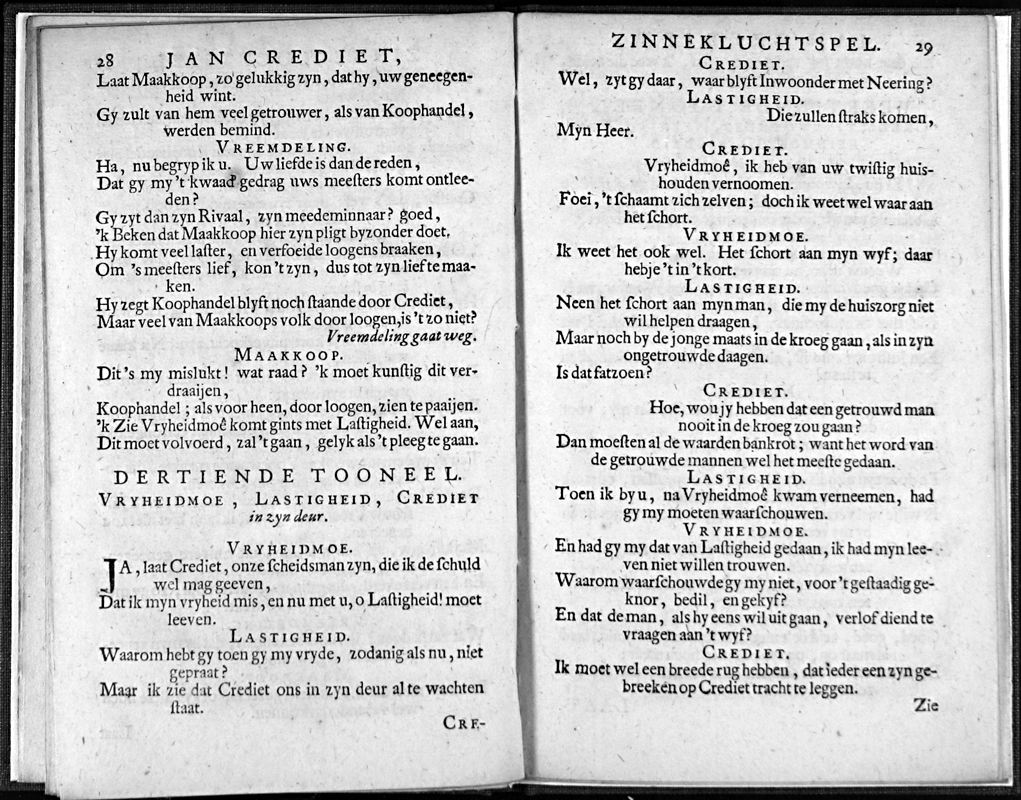 28 JAN CREDIET,
Laat Maakkoop, zo gelukkig zyn, dat hy, uw geneegen-
heid wint.
Gy zult van hem veel getrouwer, als van Koophandel,
werden bemind.
VREEMDELING.
Ha, nu begryp ik u. Uw liefde is dan de reden,
Dat gy my 't kwaad gedrag uws meeſters komt ontlee-
den?
Gy zyt dan zyn Rivaal, zyn meedeminnaar? goed,
'k Beken dat Maakkoop hier zyn pligt byzonder doet.
Hy komt veel laſter, en verfoeide loogens braaken,
Om 's meeſters lief, kon 't zyn, dus tot zyn lief te maa-
ken.
Hy zegt Koophandel blyft noch ſtaande door Crediet,
Maar veel van Maakkoops volk door loogen, is 't zo niet?
Vreemdeling gaat weg.
MAAKKOOP.
Dit 's my mislukt! wat raad? 'k moet kunſtig dit ver-
draaijen,
Koophandel; als voor heen, door loogen, zien te paaijen.
'k Zie Vryheidmoê komt gints met Laſtigheid. Wel aan,
Dit moet volvoerd, zal 't gaan, gelyk als 't pleeg te gaan.
DERTIENDE TOONEEL.
VRYHEIDMOE, LASTIGHEID, CREDIET
in zyn deur.
VRYHEIDMOE.
JA, laat Crediet, onze ſcheidsman zyn, die ik de ſchuld
wel mag geeven,
Dat ik myn vryheid mis, en nu met u, o Laſtigheid! moet
leeven.
LASTIGHEID.
Waarom hebt gy toen gy my vryde, zodanig als nu, niet
gepraat?
Maar ik zie dat Crediet ons in zyn deur al te wachten
ſtaat.
CRE-
ZINNEKLUCHTSPEL. 29
CREDIET.
Wel, zyt gy daar, waar blyft Inwoonder met Neering?
LASTIGHEID.
Die zullen ſtraks komen,
Myn Heer.
CREDIET.
Vryheidmoê, ik heb van uw twiſtig huis-
houden vernoomen.
Foei, 't ſchaamt zich zelven; doch ik weet wel waar aan
het ſchort.
VRYHEIDMOE.
Ik weet het ook wel. Het ſchort aan myn wyf; daar
hebje 't in 't kort.
LASTIGHEID.
Neen het ſchort aan myn man, die my de huiszorg niet
wil helpen draagen,
Maar noch by de jonge maats in de kroeg gaan, als in zyn
ongetrouwde daagen.
Is dat fatzoen?
CREDIET.
Hoe, wou jy hebben dat een getrouwd man
nooit in de kroeg zou gaan?
Dan moeſten al de waarden bankrot; want het word van
de getrouwde mannen wel het meeſte gedaan.
LASTIGHEID.
Toen ik by u, na Vryheidmoê kwam verneemen, had
gy my moeten waarſchouwen.
VRYHEIDMOE.
En had gy my dat van Laſtigheid gedaan, ik had myn lee-
ven niet willen trouwen.
Waarom waarſchouwde gy my niet, voor 't geſtaadig ge-
knor, bedil, en gekyf?
En dat de man, als hy eens wil uit gaan, verlof diend te
vraagen aan 't wyf?
CREDIET.
Ik moet wel een breede rug hebben, dat ieder een zyn ge-
breeken op Crediet tracht te leggen.
Zie